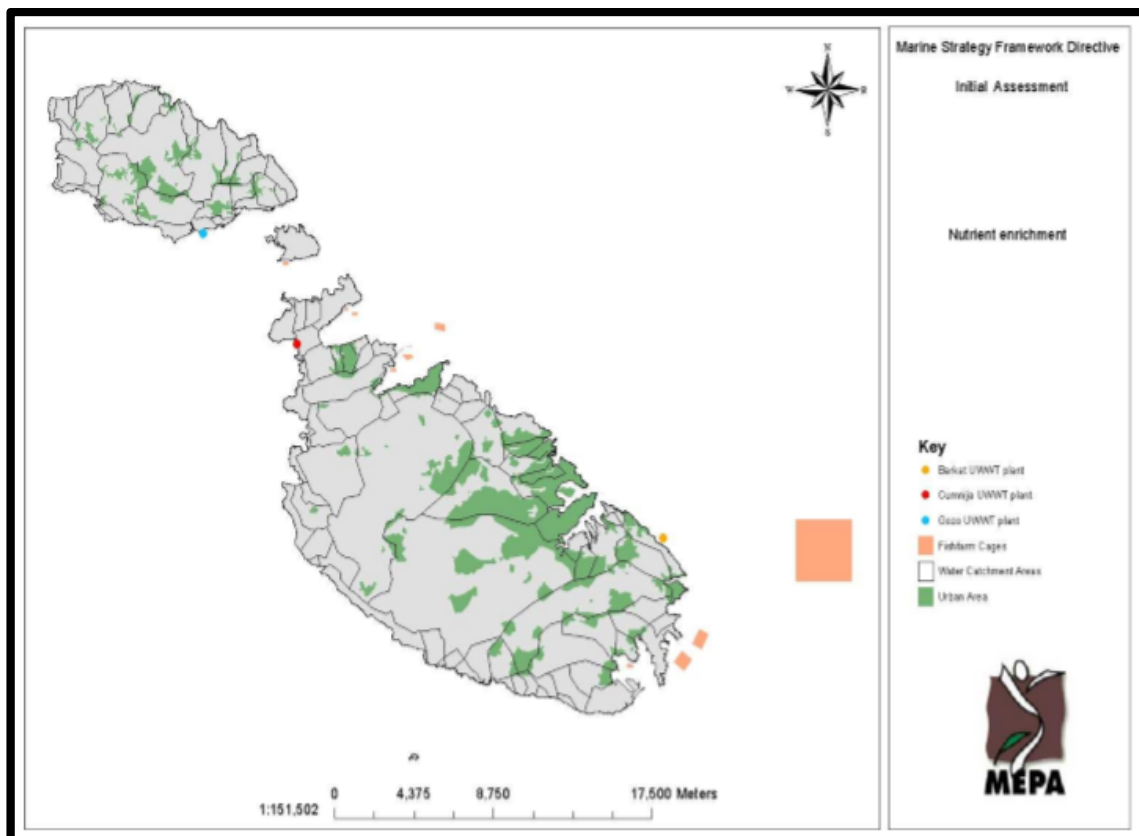 Marine Strategy Framework Directive
Initial Assessment
Nutrient enrichment
N
W
E
S
Key
Barkat UWWT plant
Cumnija UWWT plant
Gozo UWWT plant
Fishfarm Cages
Water Catchment Areas
Urban Area
MEPA
1:151,502
0 4,375 8,750 17,500 Meters